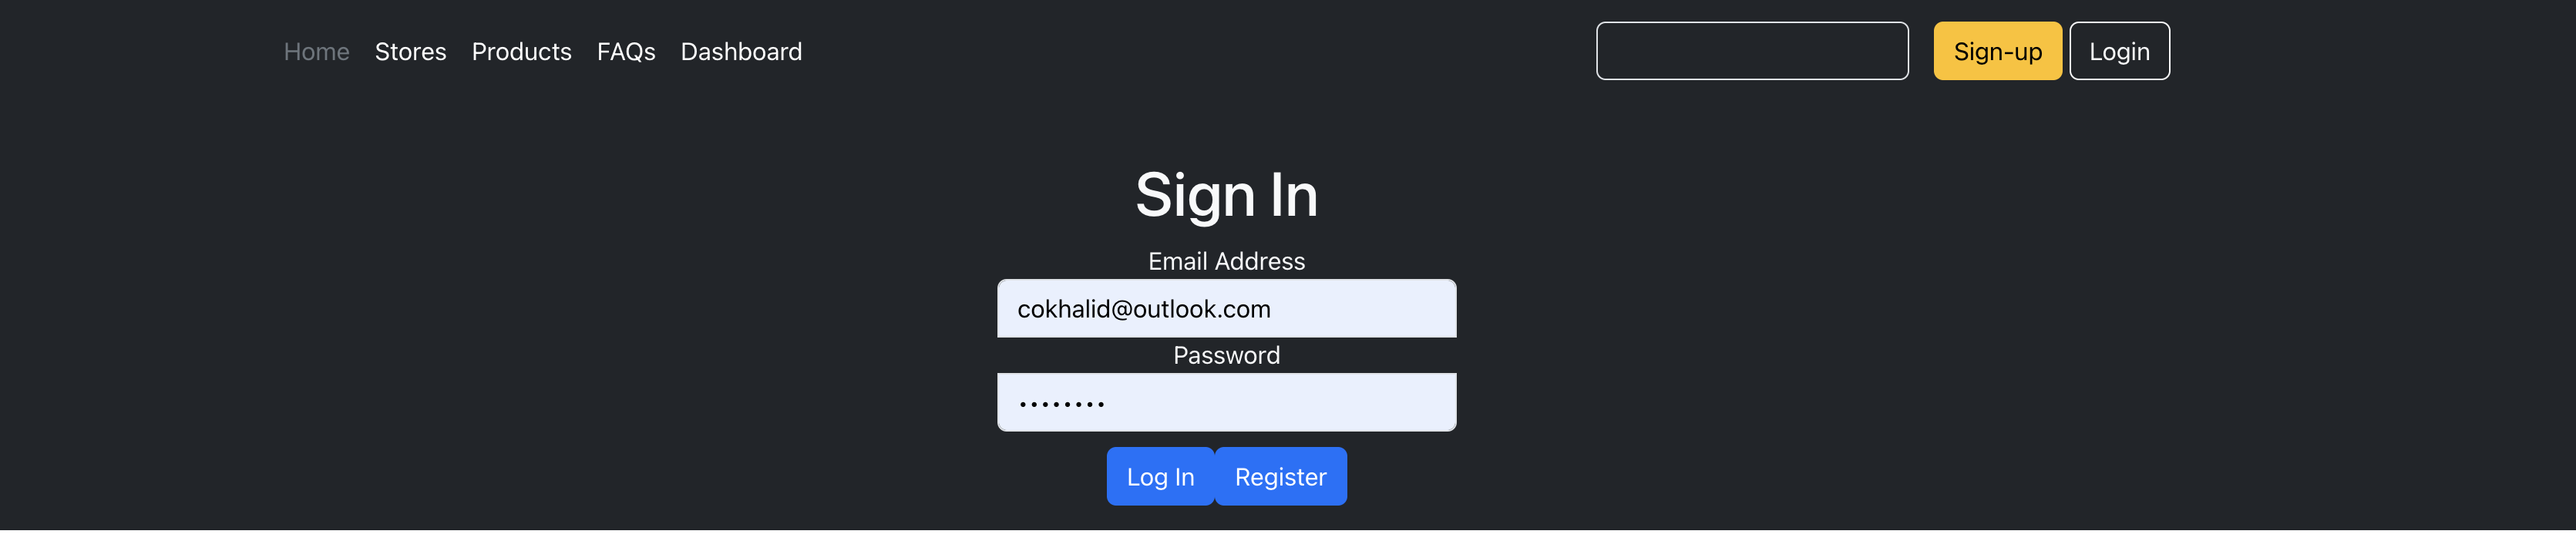 Home Stores Products FAQs Dashboard Sign-up Login
Sign In
Email Address
cokhalid@outlook.com
Password
••••••••
Log In Register